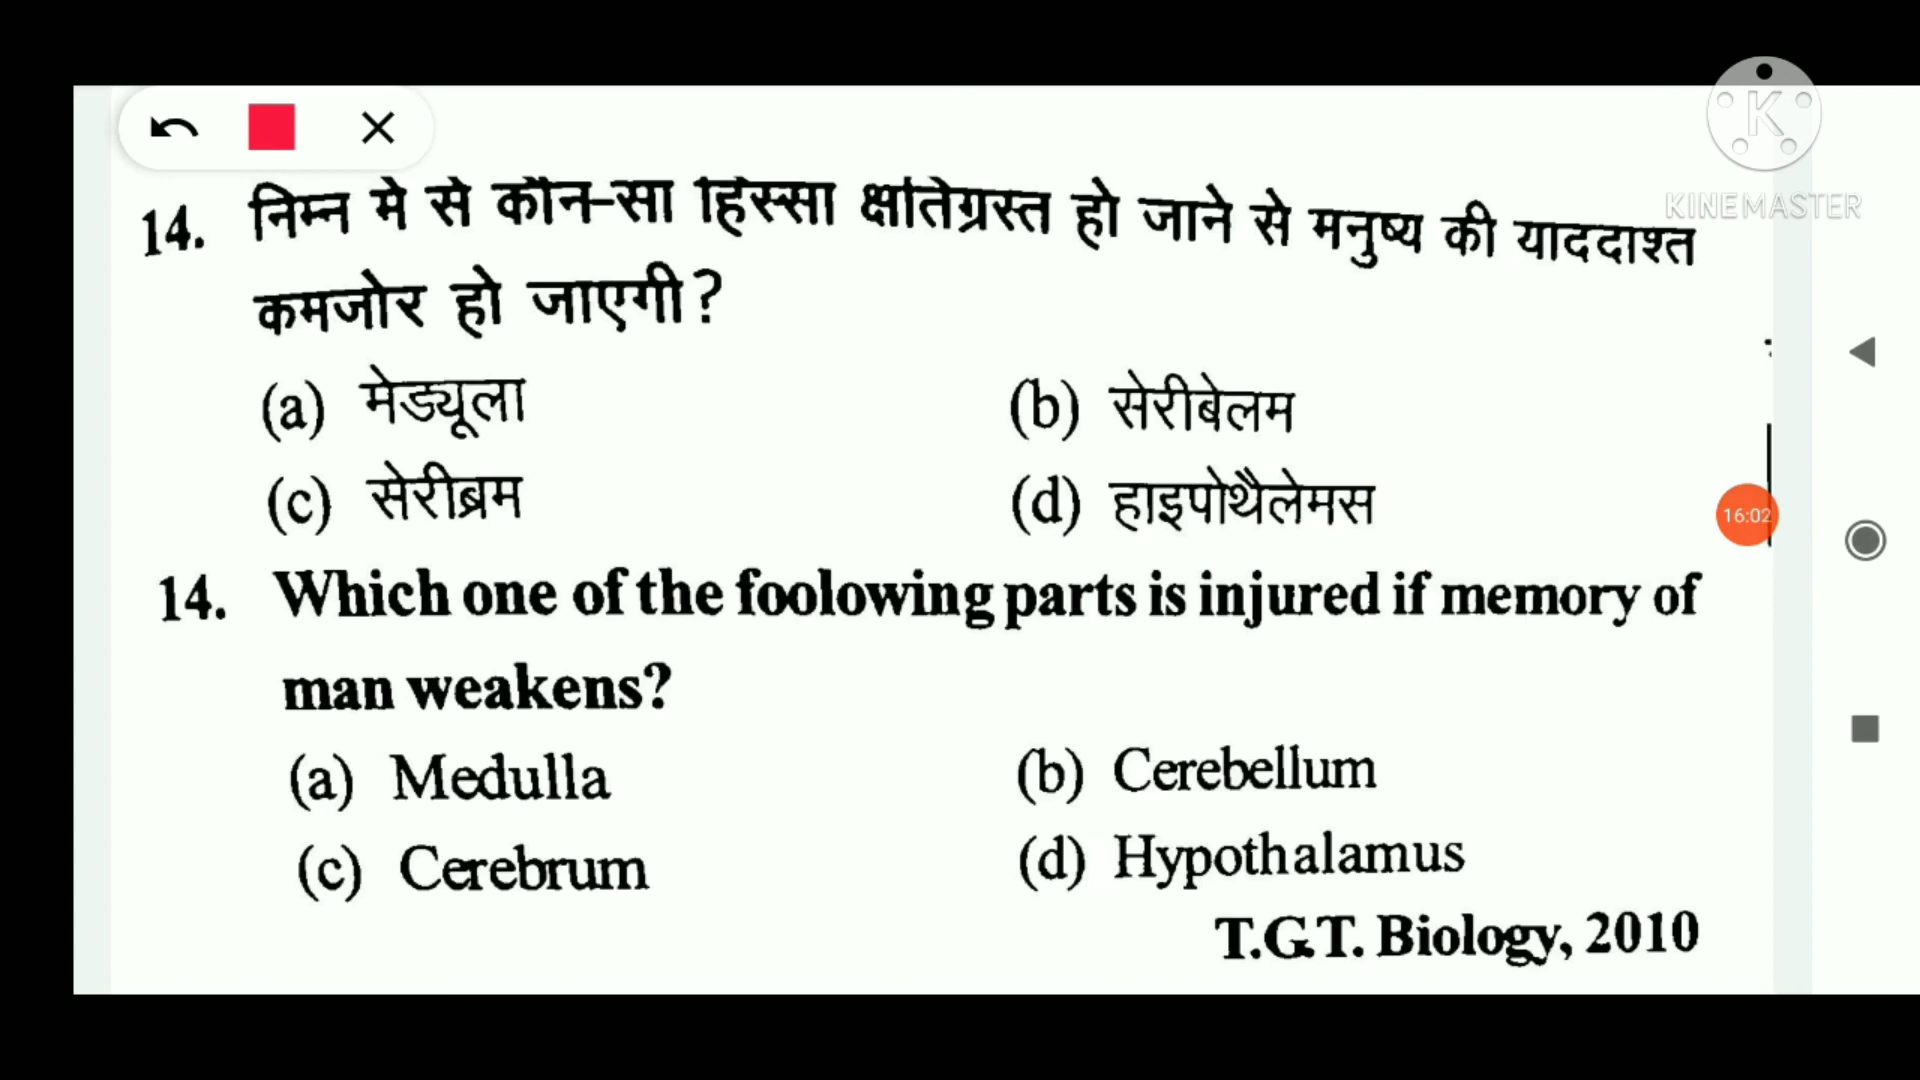 KINEMASTER
14. निम्न में से कौन-सा हिस्सा क्षतिग्रस्त हो जाने से मनुष्य की याददाश्त
कमजोर हो जाएगी?
(a) मेड्यूला (b) सेरीबेलम
(c) सेरीब्रम (d) हाइपोथैलेमस
16:02
14. Which one of the foolowing parts is injured if memory of
man weakens?
(a) Medulla (b) Cerebellum
(c) Cerebrum (d) Hypothalamus
T.G.T. Biology, 2010